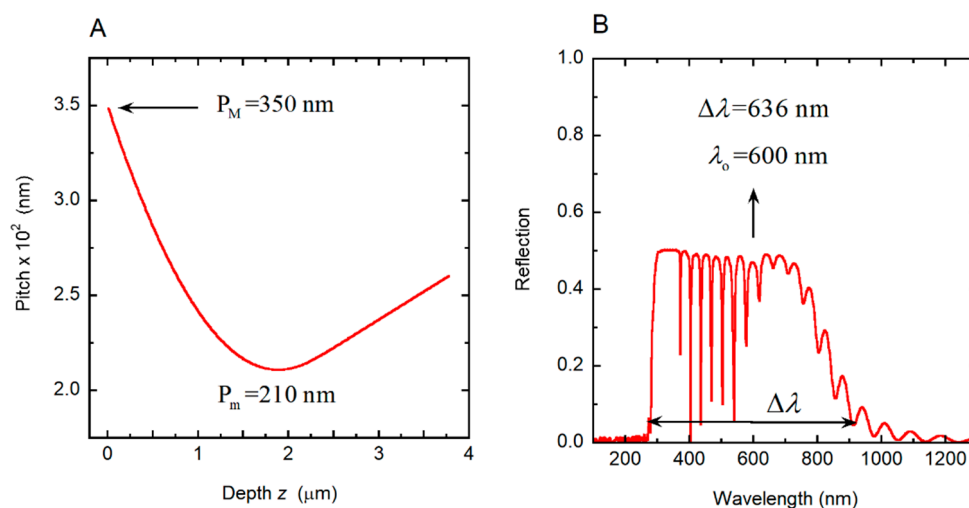 A
Pitch x 10² (nm)
3.5
3.0
2.5
2.0
P_M =350 nm
P_m =210 nm
0
1
2
3
4
Depth z (μm)
B
Reflection
1.0
0.8
0.6
0.4
0.2
0.0
Δλ=636 nm
λ_o=600 nm
Δλ
200
400
600
800
1000
1200
Wavelength (nm)